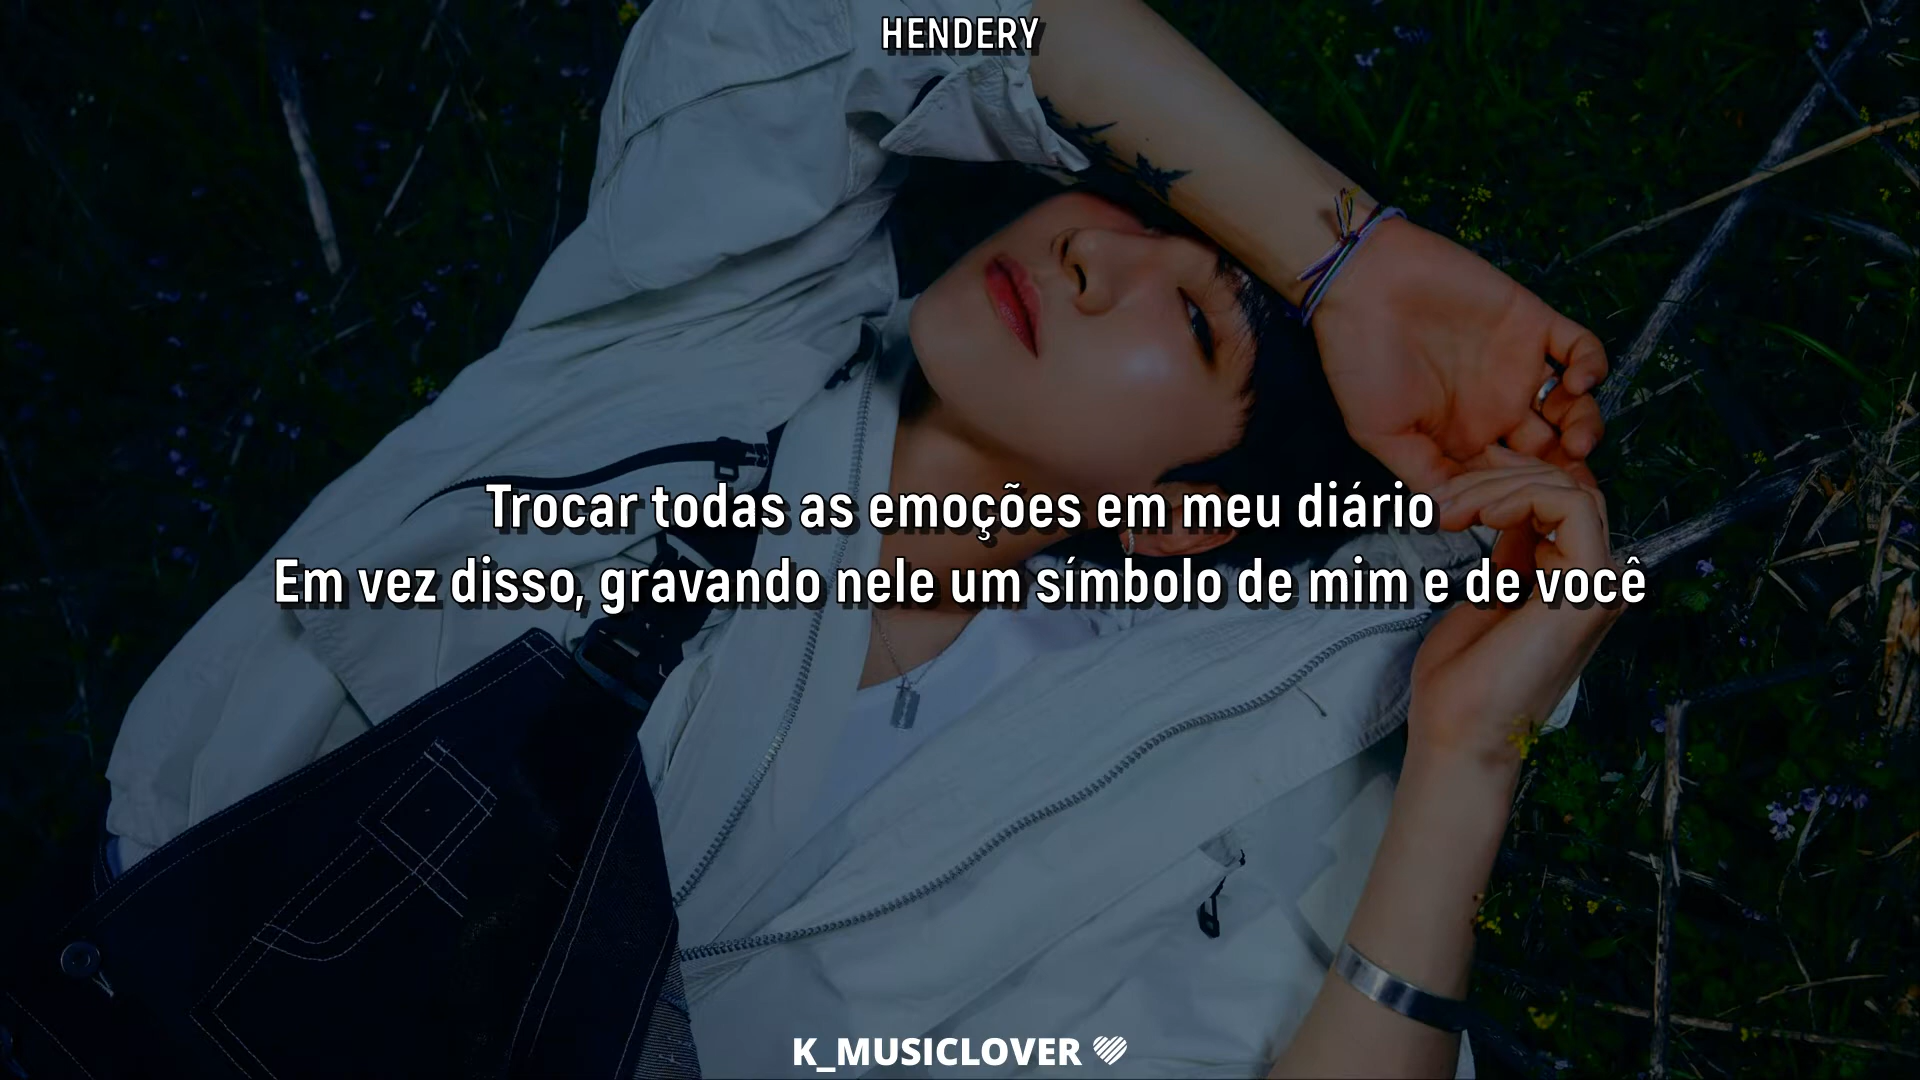 HENDERY
Trocar todas as emoções em meu diário
Em vez disso, gravando nele um símbolo de mim e de você
K_MUSICLOVER